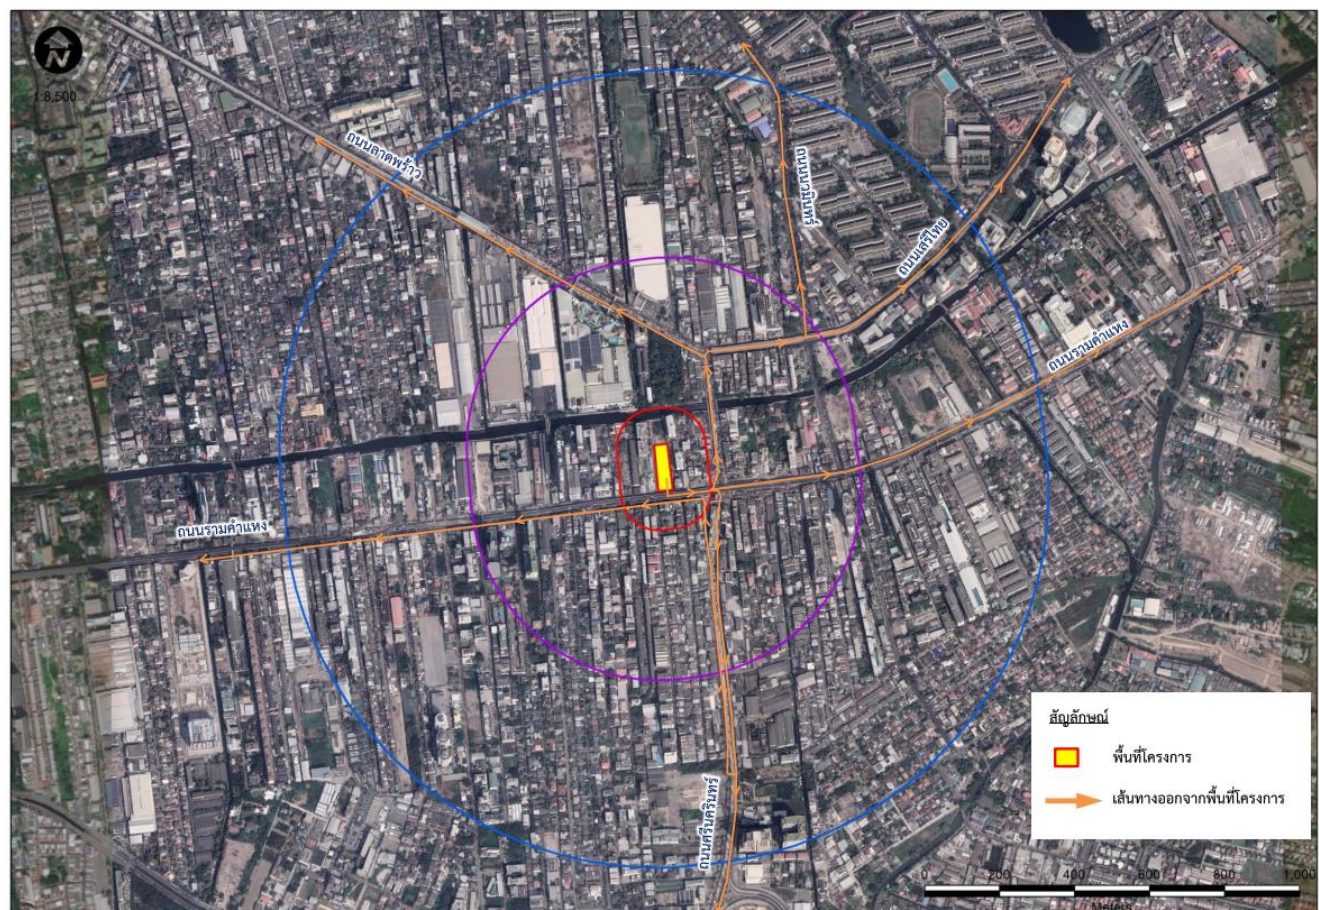 N
1:8,500
ถนนลาดพร้าว
ถนนนวมินทร์
ถนนเสรีไทย
ถนนรามคำแหง
ถนนรามคำแหง
ถนนศรีนครินทร์
สัญลักษณ์
พื้นที่โครงการ
เส้นทางออกจากพื้นที่โครงการ
0 200 400 600 800 1,000
Meters